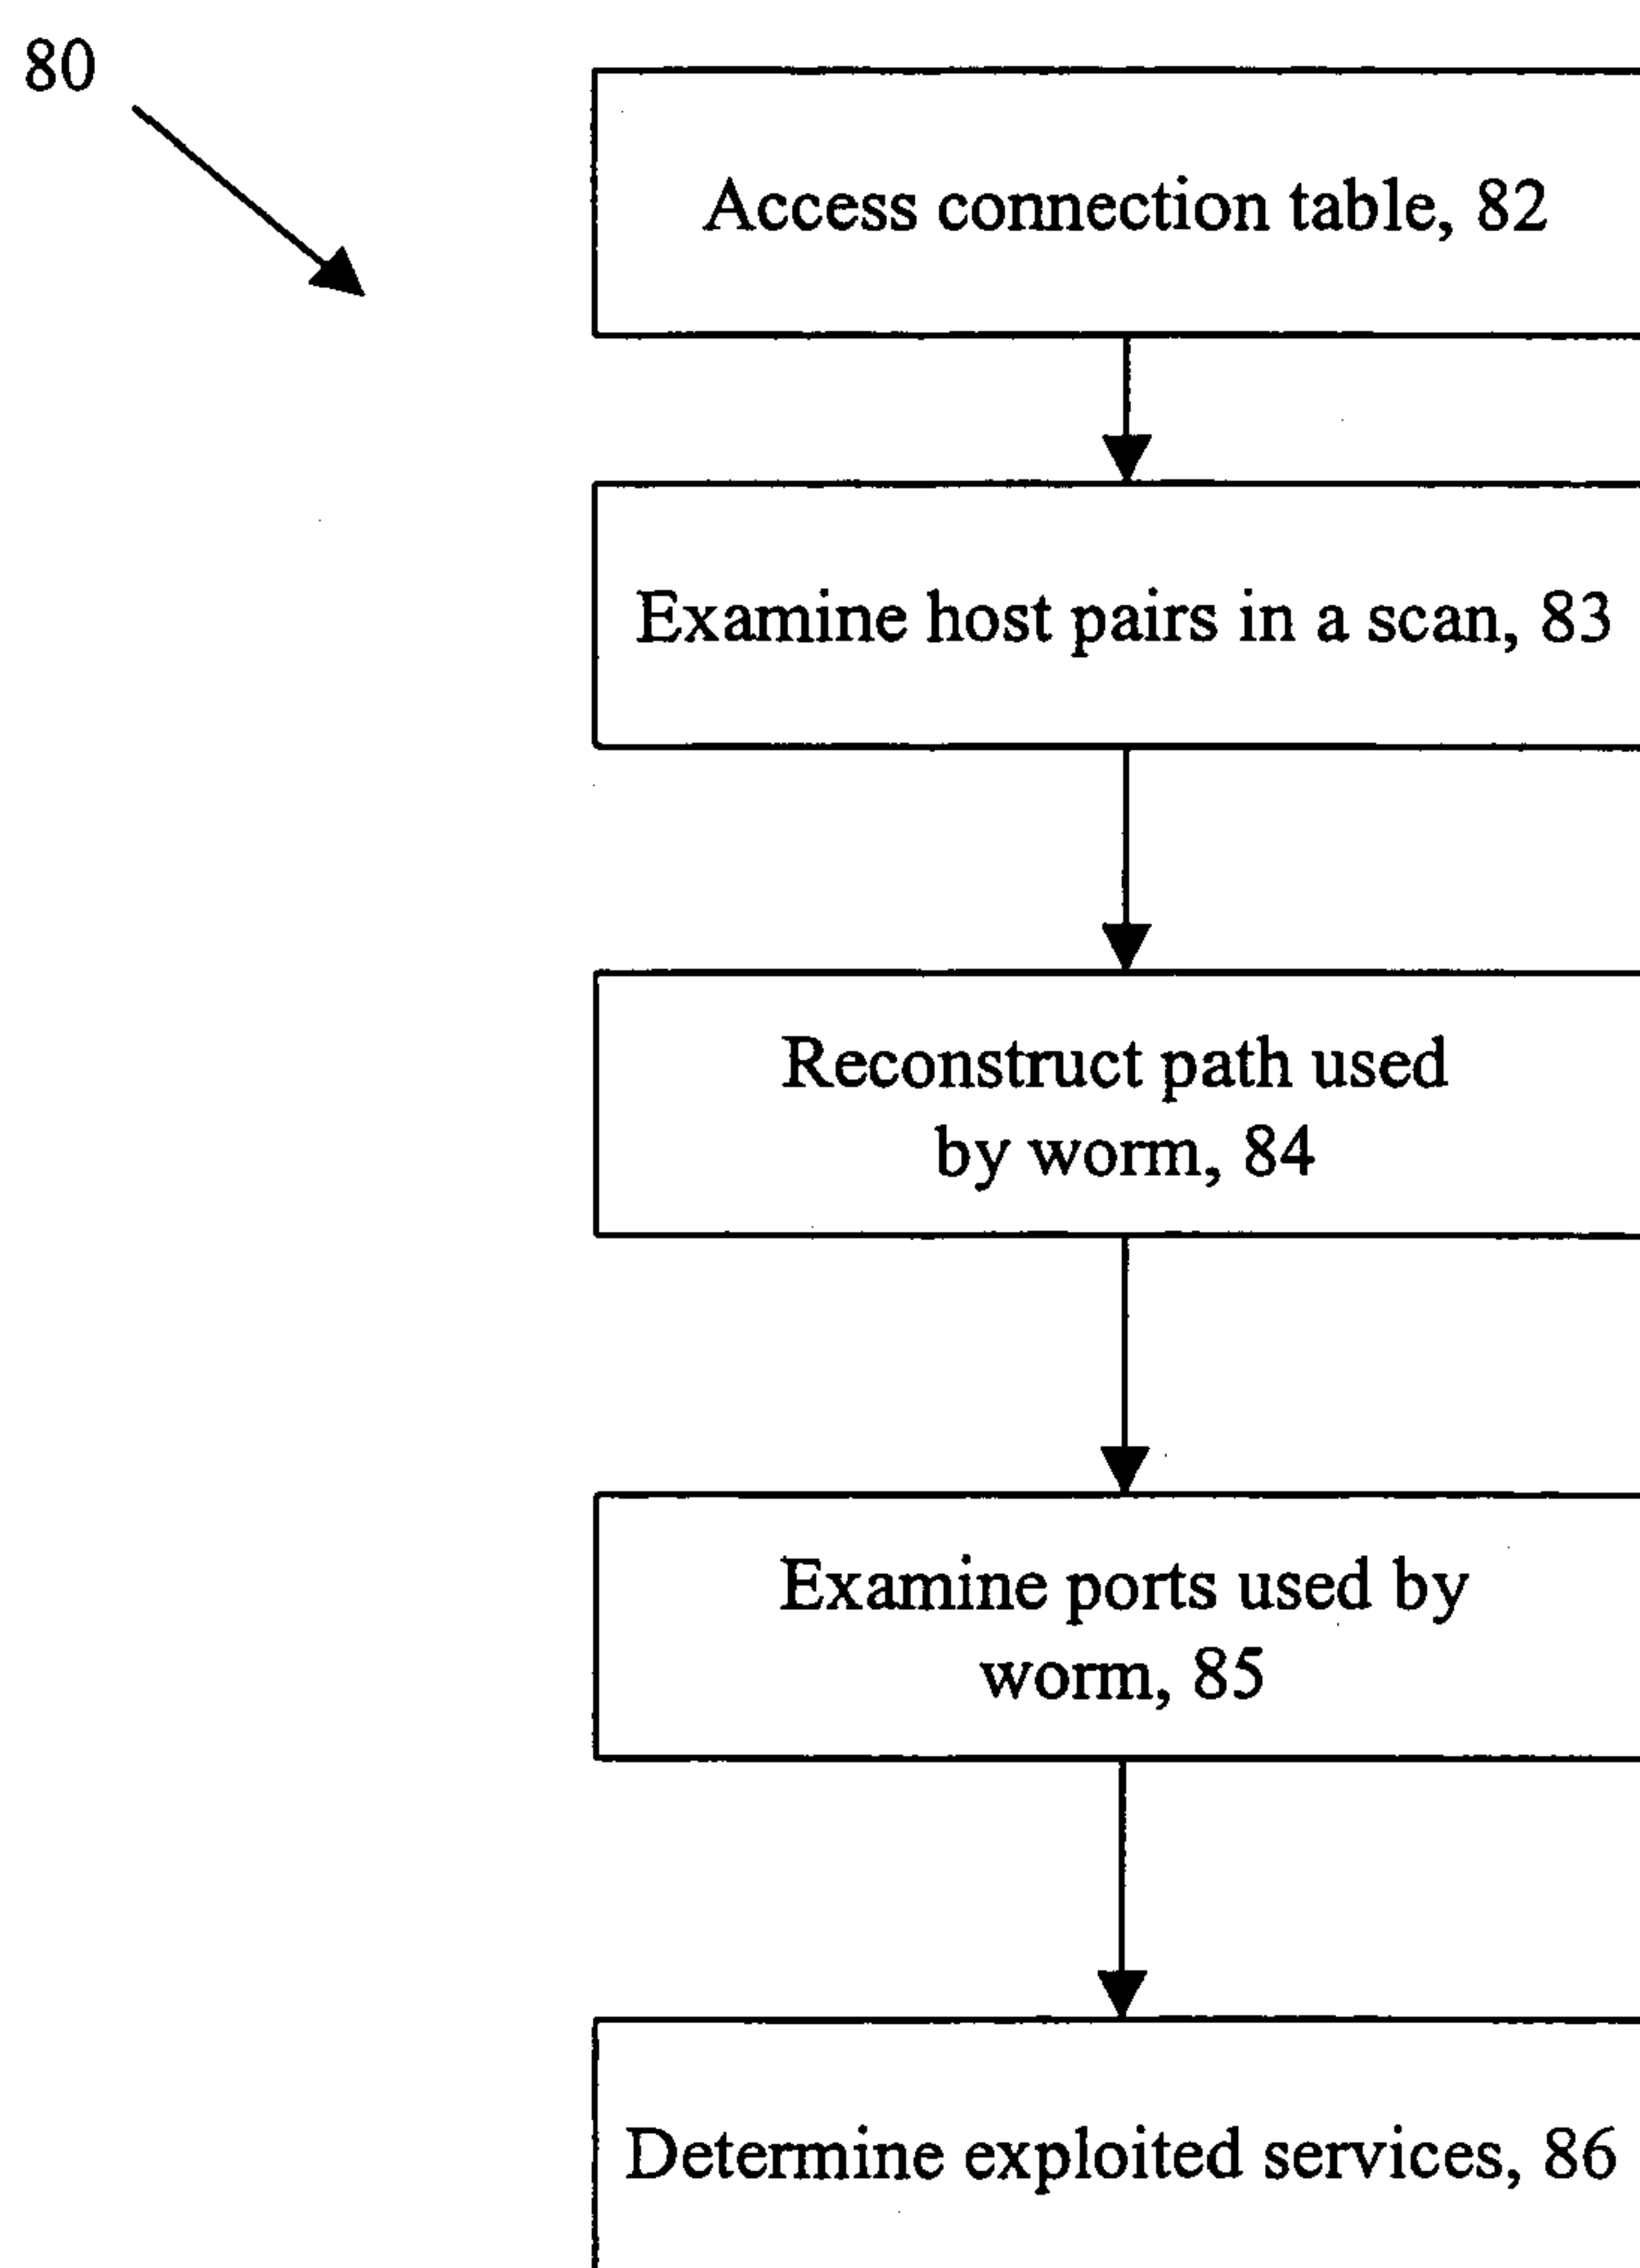 80
Access connection table, 82
Examine host pairs in a scan, 83
Reconstruct path used
by worm, 84
Examine ports used by
worm, 85
Determine exploited services, 86